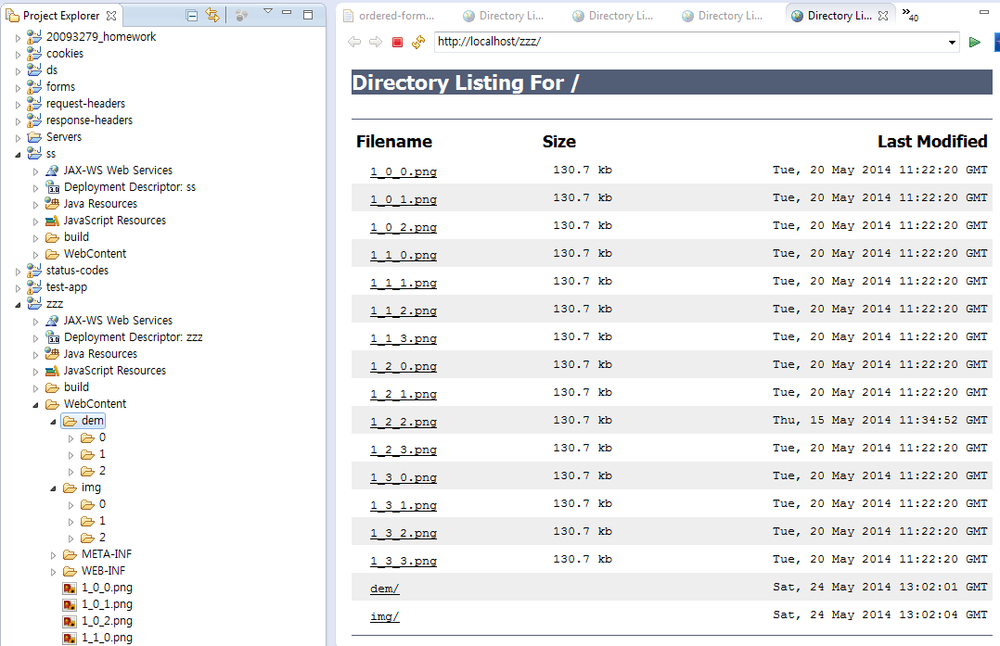 Project Explorer
20093279_homework
cookies
ds
forms
request-headers
response-headers
Servers
ss
JAX-WS Web Services
Deployment Descriptor: ss
Java Resources
JavaScript Resources
build
WebContent
status-codes
test-app
zzz
JAX-WS Web Services
Deployment Descriptor: zzz
Java Resources
JavaScript Resources
build
WebContent
dem
0
1
2
img
0
1
2
META-INF
WEB-INF
1_0_0.png
1_0_1.png
1_0_2.png
1_1_0.png
ordered-form... Directory Li... Directory Li... Directory Li... Directory Li... 40
http://localhost/zzz/
Directory Listing For /
Filename Size Last Modified
1_0_0.png 130.7 kb Tue, 20 May 2014 11:22:20 GMT
1_0_1.png 130.7 kb Tue, 20 May 2014 11:22:20 GMT
1_0_2.png 130.7 kb Tue, 20 May 2014 11:22:20 GMT
1_1_0.png 130.7 kb Tue, 20 May 2014 11:22:20 GMT
1_1_1.png 130.7 kb Tue, 20 May 2014 11:22:20 GMT
1_1_2.png 130.7 kb Tue, 20 May 2014 11:22:20 GMT
1_1_3.png 130.7 kb Tue, 20 May 2014 11:22:20 GMT
1_2_0.png 130.7 kb Tue, 20 May 2014 11:22:20 GMT
1_2_1.png 130.7 kb Tue, 20 May 2014 11:22:20 GMT
1_2_2.png 130.7 kb Thu, 15 May 2014 11:34:52 GMT
1_2_3.png 130.7 kb Tue, 20 May 2014 11:22:20 GMT
1_3_0.png 130.7 kb Tue, 20 May 2014 11:22:20 GMT
1_3_1.png 130.7 kb Tue, 20 May 2014 11:22:20 GMT
1_3_2.png 130.7 kb Tue, 20 May 2014 11:22:20 GMT
1_3_3.png 130.7 kb Tue, 20 May 2014 11:22:20 GMT
dem/ Sat, 24 May 2014 13:02:01 GMT
img/ Sat, 24 May 2014 13:02:04 GMT